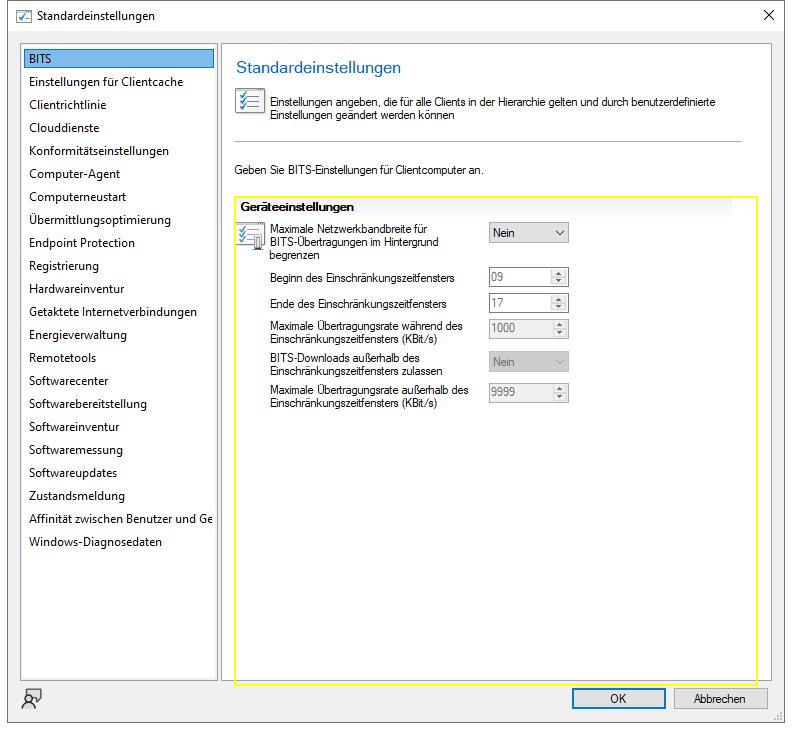 Standardeinstellungen
BITS
Einstellungen für Clientcache
Clientrichtlinie
Clouddienste
Konformitätseinstellungen
Computer-Agent
Computerneustart
Übermittlungsoptimierung
Endpoint Protection
Registrierung
Hardwareinventur
Getaktete Internetverbindungen
Energieverwaltung
Remotetools
Softwarecenter
Softwarebereitstellung
Softwareinventur
Softwaremessung
Softwareupdates
Zustandsmeldung
Affinität zwischen Benutzer und Ge
Windows-Diagnosedaten
Standardeinstellungen
Einstellungen angeben, die für alle Clients in der Hierarchie gelten und durch benutzerdefinierte
Einstellungen geändert werden können
Geben Sie BITS-Einstellungen für Clientcomputer an.
Geräteeinstellungen
Maximale Netzwerkbandbreite für
BITS-Übertragungen im Hintergrund
begrenzen
Nein
Beginn des Einschränkungszeitfensters
09
Ende des Einschränkungszeitfensters
17
Maximale Übertragungsrate während des
Einschränkungszeitfensters (KBit/s)
1000
BITS-Downloads außerhalb des
Einschränkungszeitfensters zulassen
Nein
Maximale Übertragungsrate außerhalb des
Einschränkungszeitfensters (KBit/s)
9999
OK
Abbrechen